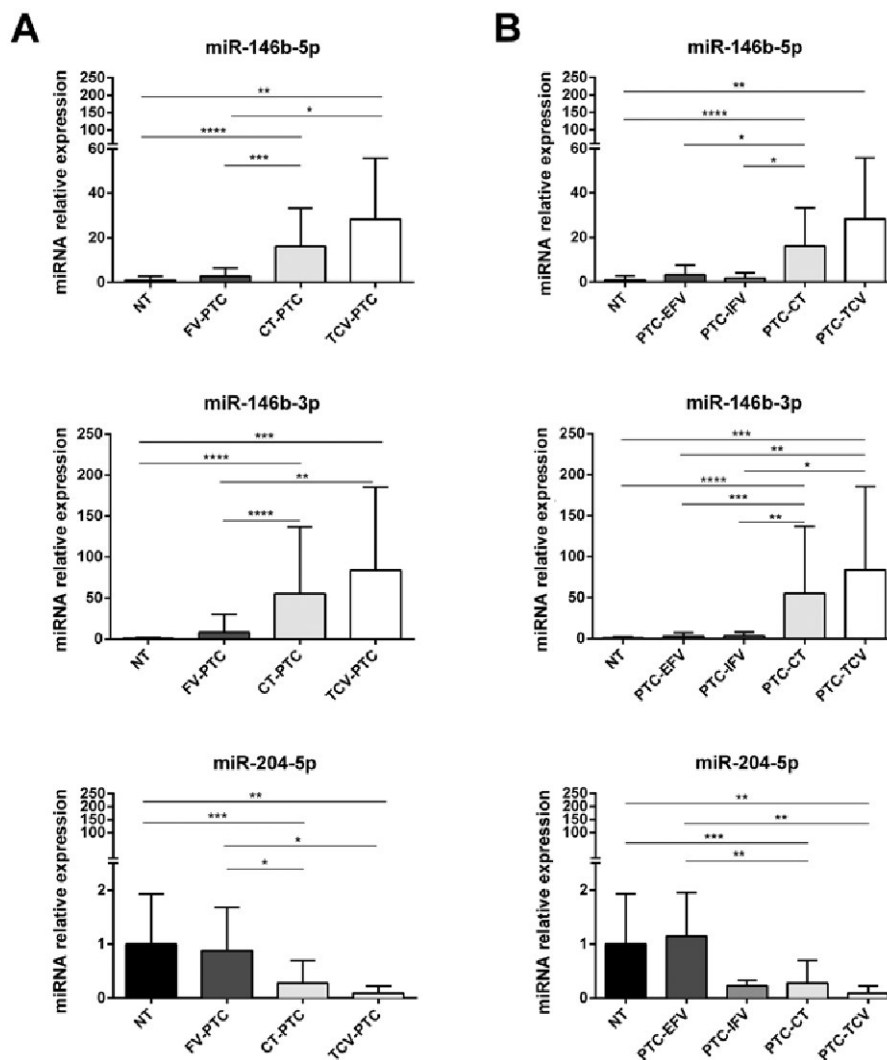 A
B
miR-146b-5p
miRNA relative expression
250
200
150
100
60
40
20
0
**
*
****
***
NT
FV-PTC
CT-PTC
TCV-PTC
miR-146b-5p
miRNA relative expression
250
200
150
100
60
40
20
0
**
****
*
*
NT
PTC-EFV
PTC-IFV
PTC-CT
PTC-TCV
miR-146b-3p
miRNA relative expression
250
200
150
100
50
0
***
****
**
****
NT
FV-PTC
CT-PTC
TCV-PTC
miR-146b-3p
miRNA relative expression
250
200
150
100
50
0
***
**
*
****
***
**
NT
PTC-EFV
PTC-IFV
PTC-CT
PTC-TCV
miR-204-5p
miRNA relative expression
250
200
150
100
2
1
0
**
***
*
*
NT
FV-PTC
CT-PTC
TCV-PTC
miR-204-5p
miRNA relative expression
250
200
150
100
2
1
0
**
**
***
**
NT
PTC-EFV
PTC-IFV
PTC-CT
PTC-TCV